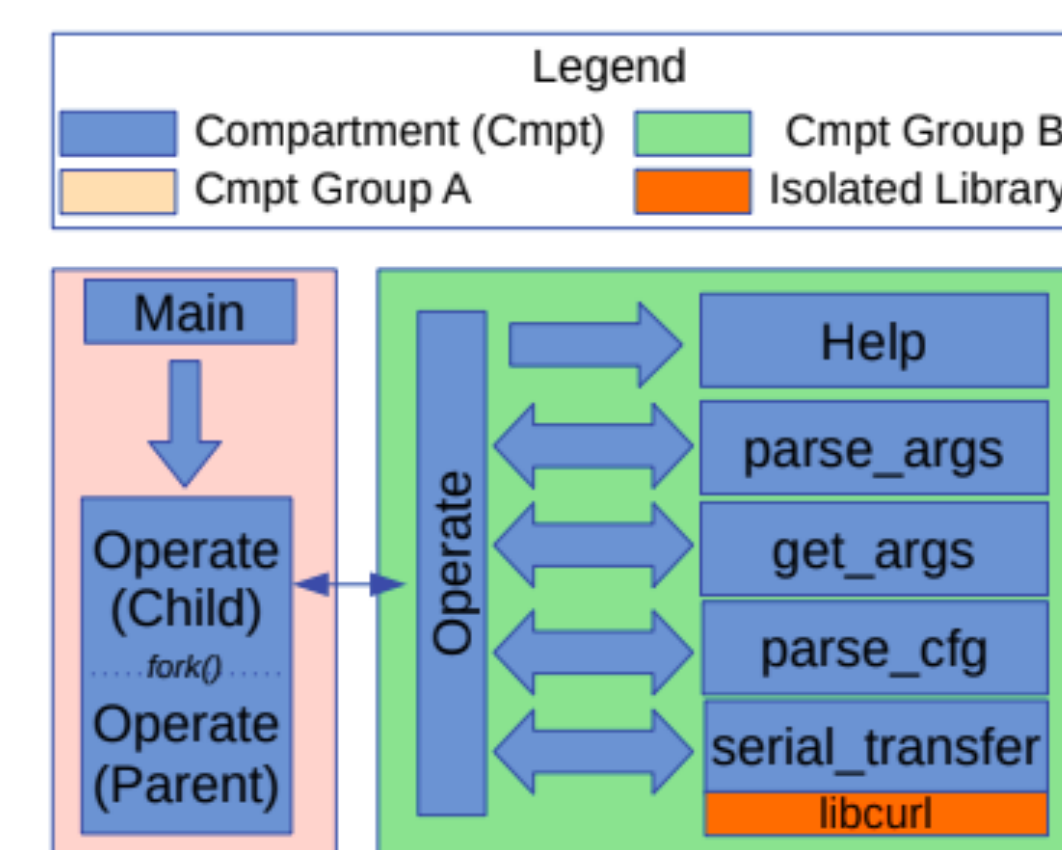 Legend
Compartment (Cmpt)
Cmpt Group B
Cmpt Group A
Isolated Library
Main
Operate
(Child)
fork()
Operate
(Parent)
Operate
Help
parse_args
get_args
parse_cfg
serial_transfer
libcurl